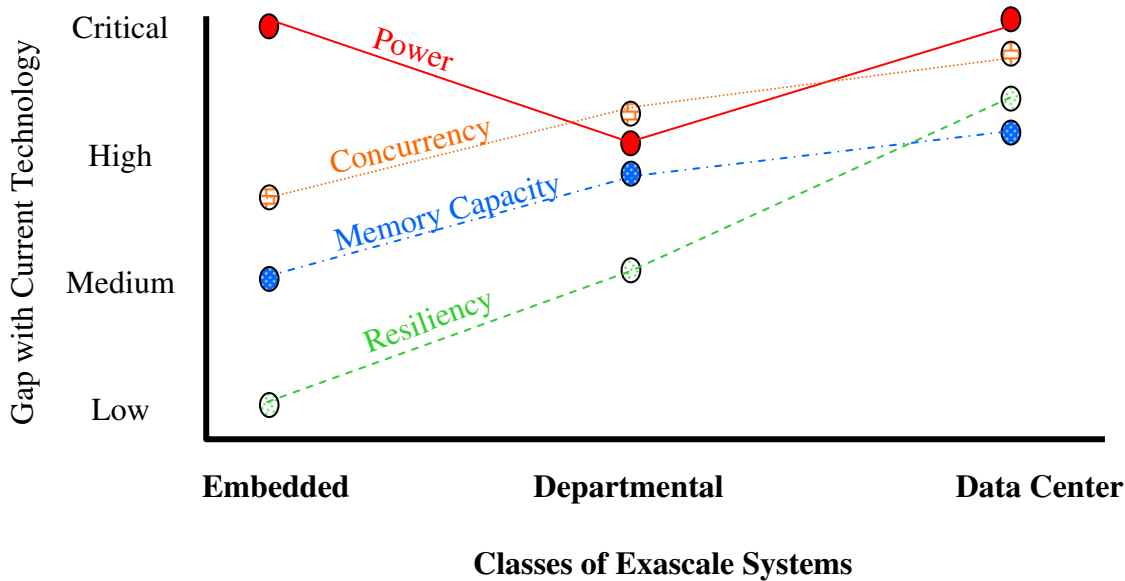 Critical
Power
Concurrency
High
Memory Capacity
Medium
Resiliency
Low
Gap with Current Technology
Embedded Departmental Data Center
Classes of Exascale Systems